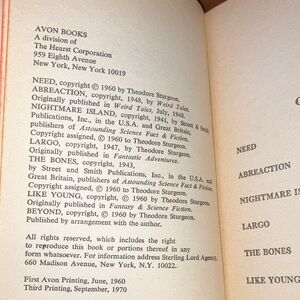 AVON BOOKS
A division of
The Hearst Corporation
959 Eighth Avenue
New York, New York 10019
NEED, copyright © 1960 by Theodore Sturgeon.
ABREACTION, copyright, 1948, by Weird Tales.
Originally published in Weird Tales, July, 1948.
NIGHTMARE ISLAND, copyright, 1941, by Street & Smith
Publications, Inc., in the U.S.A. and Great Britain,
publishers of Astounding Science Fact & Fiction.
Copyright assigned, © 1960 to Theodore Sturgeon.
LARGO, copyright, 1947, by Theodore Sturgeon.
Originally published in Fantastic Adventures.
THE BONES, copyright, 1943,
by Street and Smith Publications, Inc., in the U.S.A. and
Great Britain, publishers of Astounding Science Fact & Fiction.
Copyright assigned, © 1960 to Theodore Sturgeon.
LIKE YOUNG, copyright, © 1960 by Theodore Sturgeon.
Originally published in Fantasy & Science Fiction.
BEYOND, copyright, © 1960 by Theodore Sturgeon.
All rights reserved, which includes the right
to reproduce this book or portions thereof in any
form whatsoever. For information address Sterling Lord Agency,
660 Madison Avenue, New York, N.Y. 10022.
First Avon Printing, June, 1960
Third Printing, September, 1970
NEED
ABREACTION
NIGHTMARE IS
LARGO
THE BONES
LIKE YOUNG